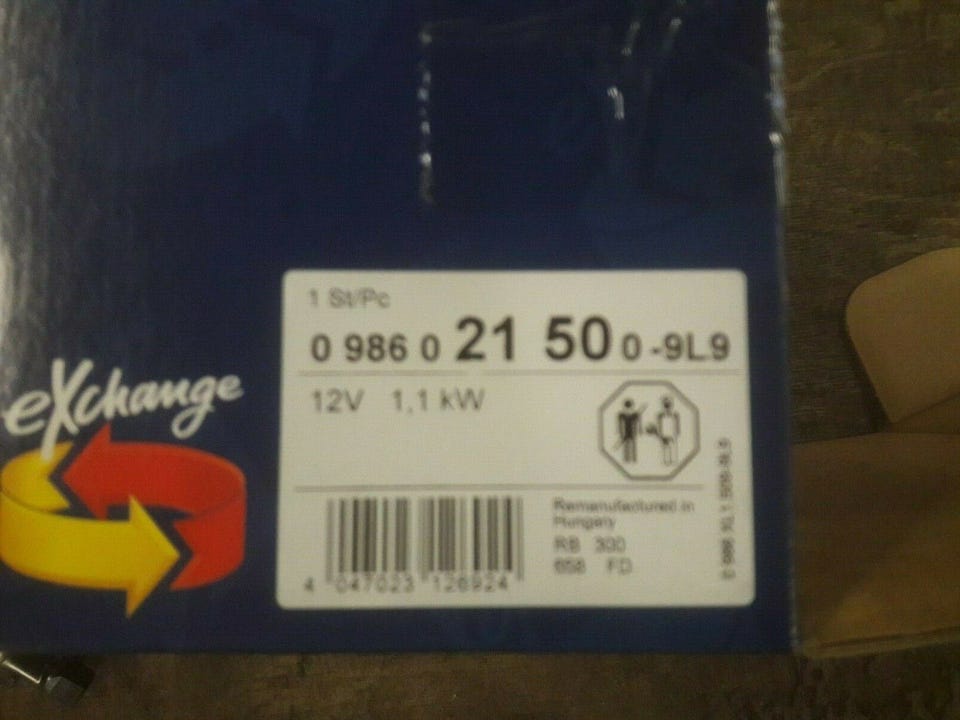 1 St/Pc
0 986 0 21 50 0 -9L9
12V 1,1 kW
eXchange
Remanufactured in
Hungary
RB 300
658 FD
4 047023 126924